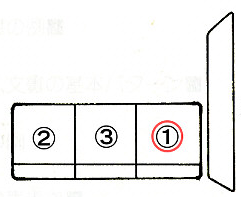 ② ③ ①